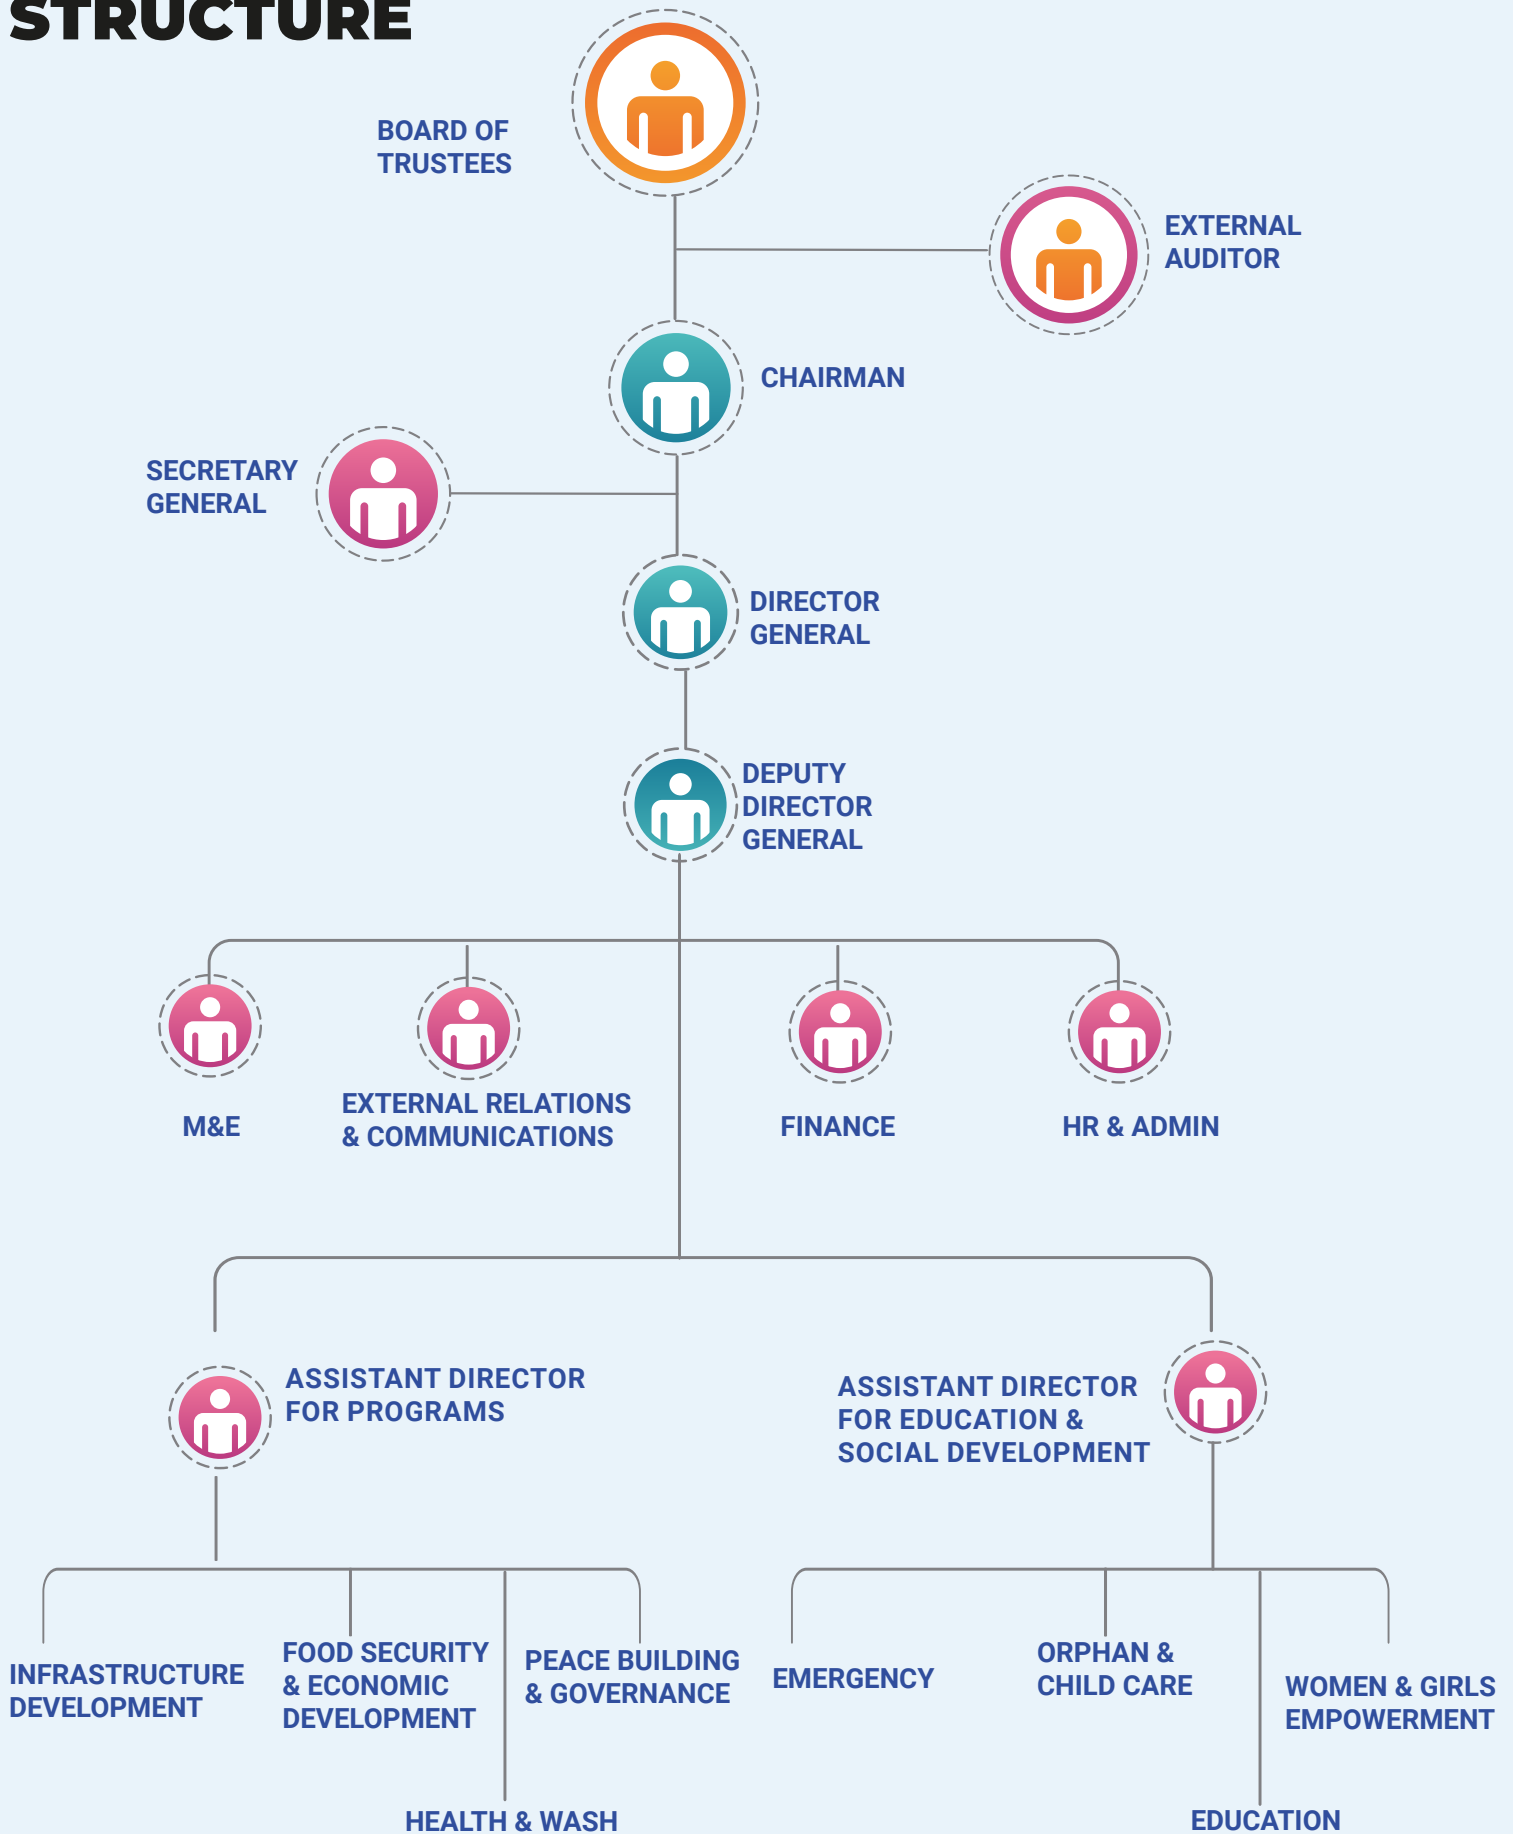 STRUCTURE
BOARD OF
TRUSTEES
EXTERNAL
AUDITOR
CHAIRMAN
SECRETARY
GENERAL
DIRECTOR
GENERAL
DEPUTY
DIRECTOR
GENERAL
M&E
EXTERNAL RELATIONS
& COMMUNICATIONS
FINANCE
HR & ADMIN
ASSISTANT DIRECTOR
FOR PROGRAMS
ASSISTANT DIRECTOR
FOR EDUCATION &
SOCIAL DEVELOPMENT
INFRASTRUCTURE
DEVELOPMENT
FOOD SECURITY
& ECONOMIC
DEVELOPMENT
HEALTH & WASH
PEACE BUILDING
& GOVERNANCE
EMERGENCY
ORPHAN &
CHILD CARE
EDUCATION
WOMEN & GIRLS
EMPOWERMENT